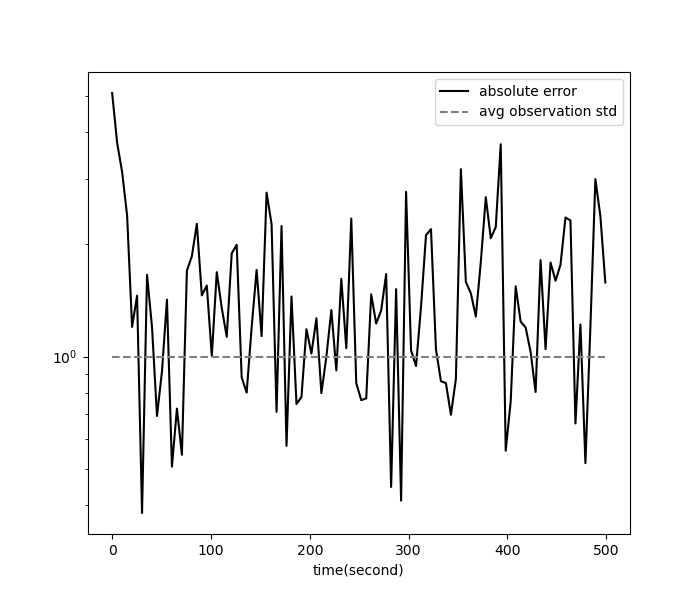 absolute error
avg observation std
10⁰
0 100 200 300 400 500
time(second)